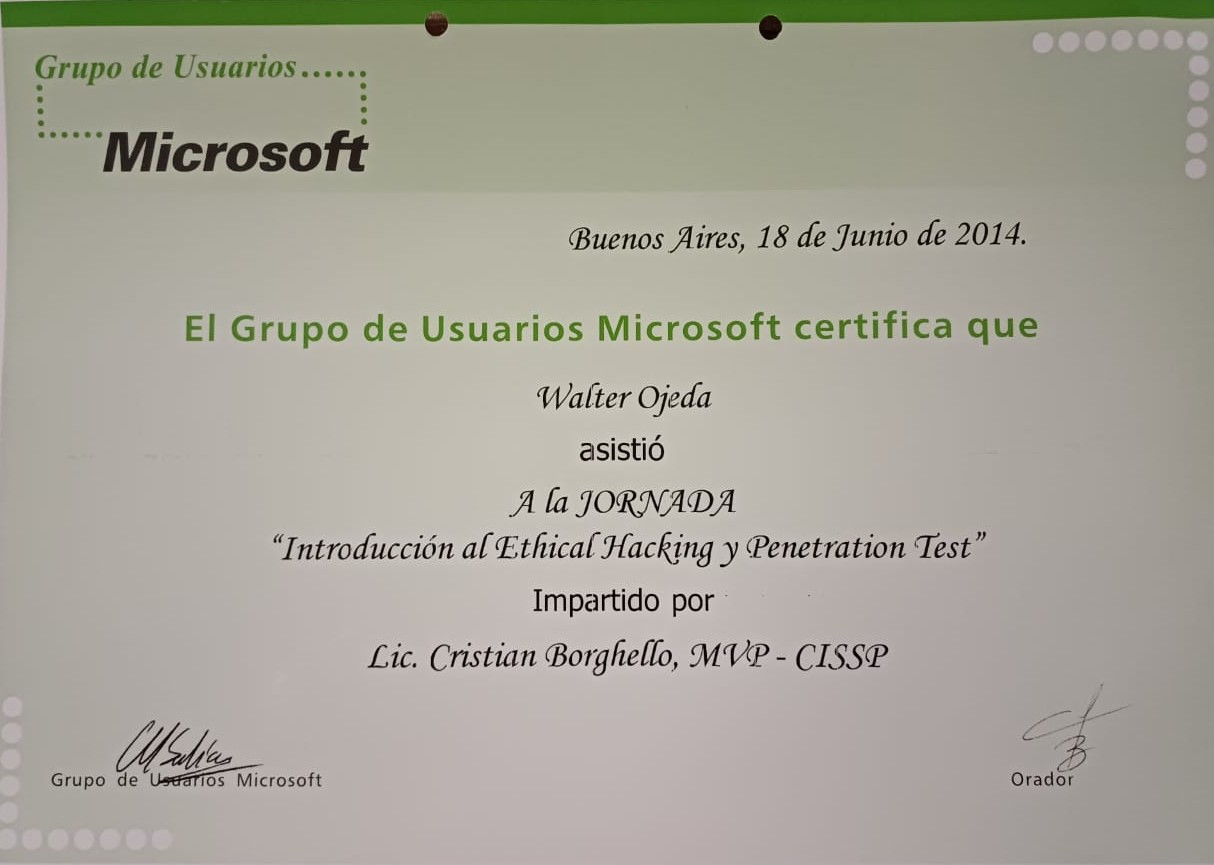 Grupo de Usuarios......
Microsoft
Buenos Aires, 18 de Junio de 2014.
El Grupo de Usuarios Microsoft certifica que
Walter Ojeda
asistió
A la JORNADA
“Introducción al Ethical Hacking y Penetration Test”
Impartido por
Lic. Cristian Borghello, MVP - CISSP
Grupo de Usuarios Microsoft
Orador